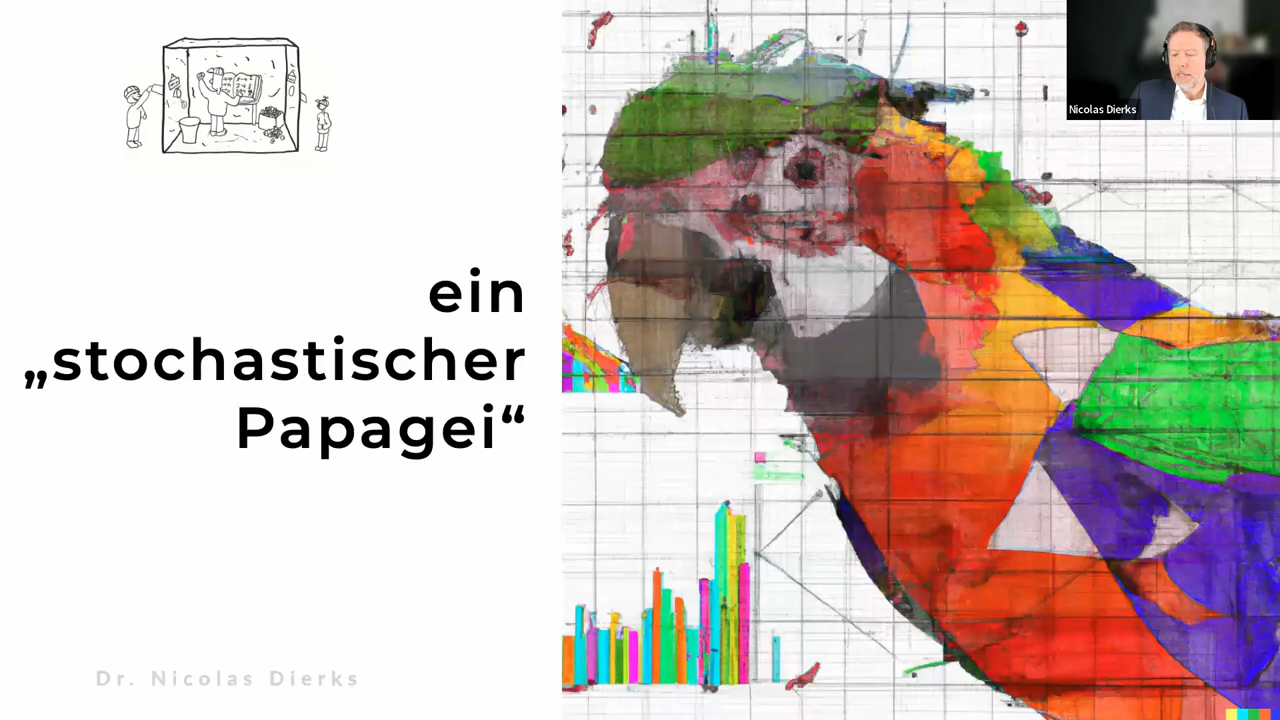 Nicolas Dierks
ein
„stochastischer
Papagei“
Dr. Nicolas Dierks